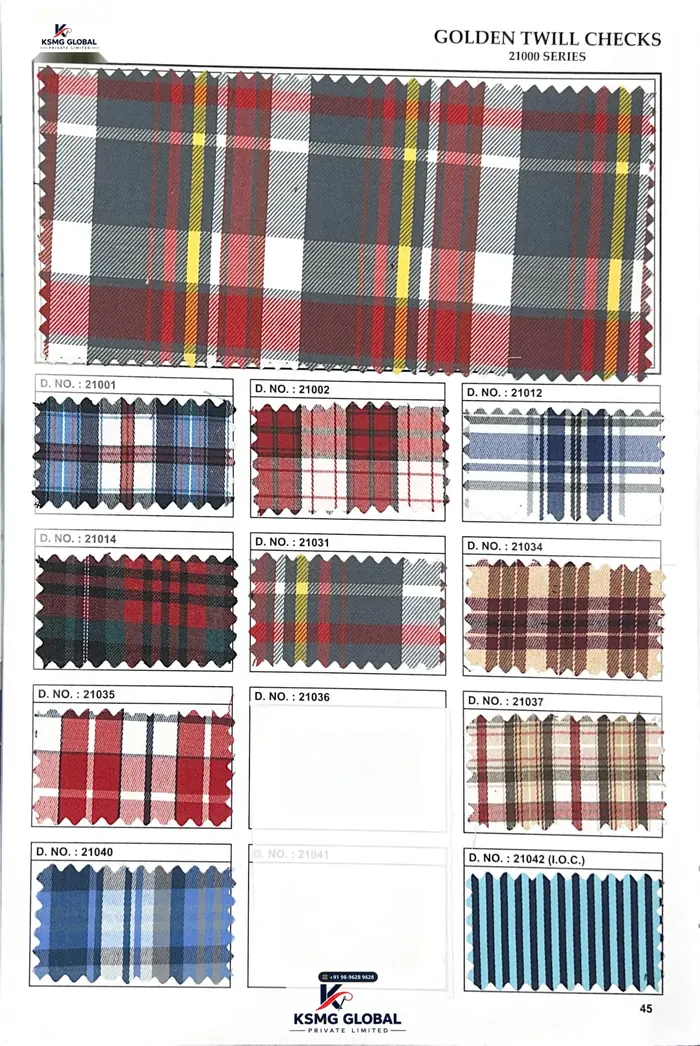 KSMG GLOBAL
PRIVATE LIMITED
GOLDEN TWILL CHECKS
21000 SERIES
D. NO. : 21001
D. NO. : 21002
D. NO. : 21012
D. NO. : 21014
D. NO. : 21031
D. NO. : 21034
D. NO. : 21035
D. NO. : 21036
D. NO. : 21037
D. NO. : 21040
D. NO. : 21041
D. NO. : 21042 (I.O.C.)
+91 98-9628 9628
KSMG GLOBAL
PRIVATE LIMITED
45